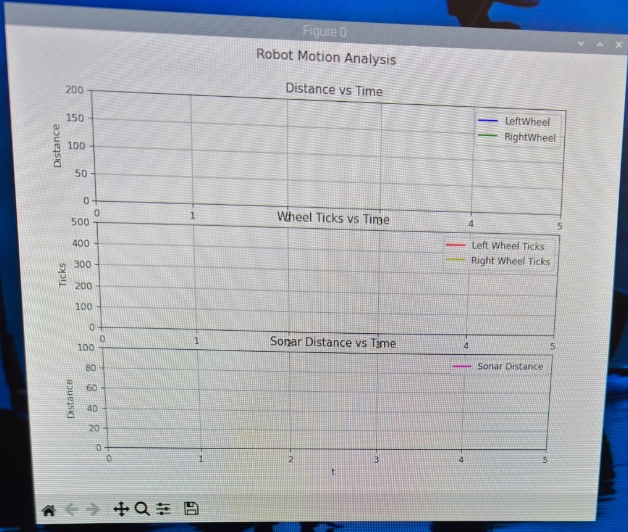 Figure 0
Robot Motion Analysis
Distance vs Time
200
150
100
50
0
Distance
LeftWheel
RightWheel
0 1 4 5
Wheel Ticks vs Time
500
400
300
200
100
0
Ticks
Left Wheel Ticks
Right Wheel Ticks
0 1 4 5
Sonar Distance vs Time
100
80
60
40
20
0
Distance
Sonar Distance
0 1 2 3 4 5
t